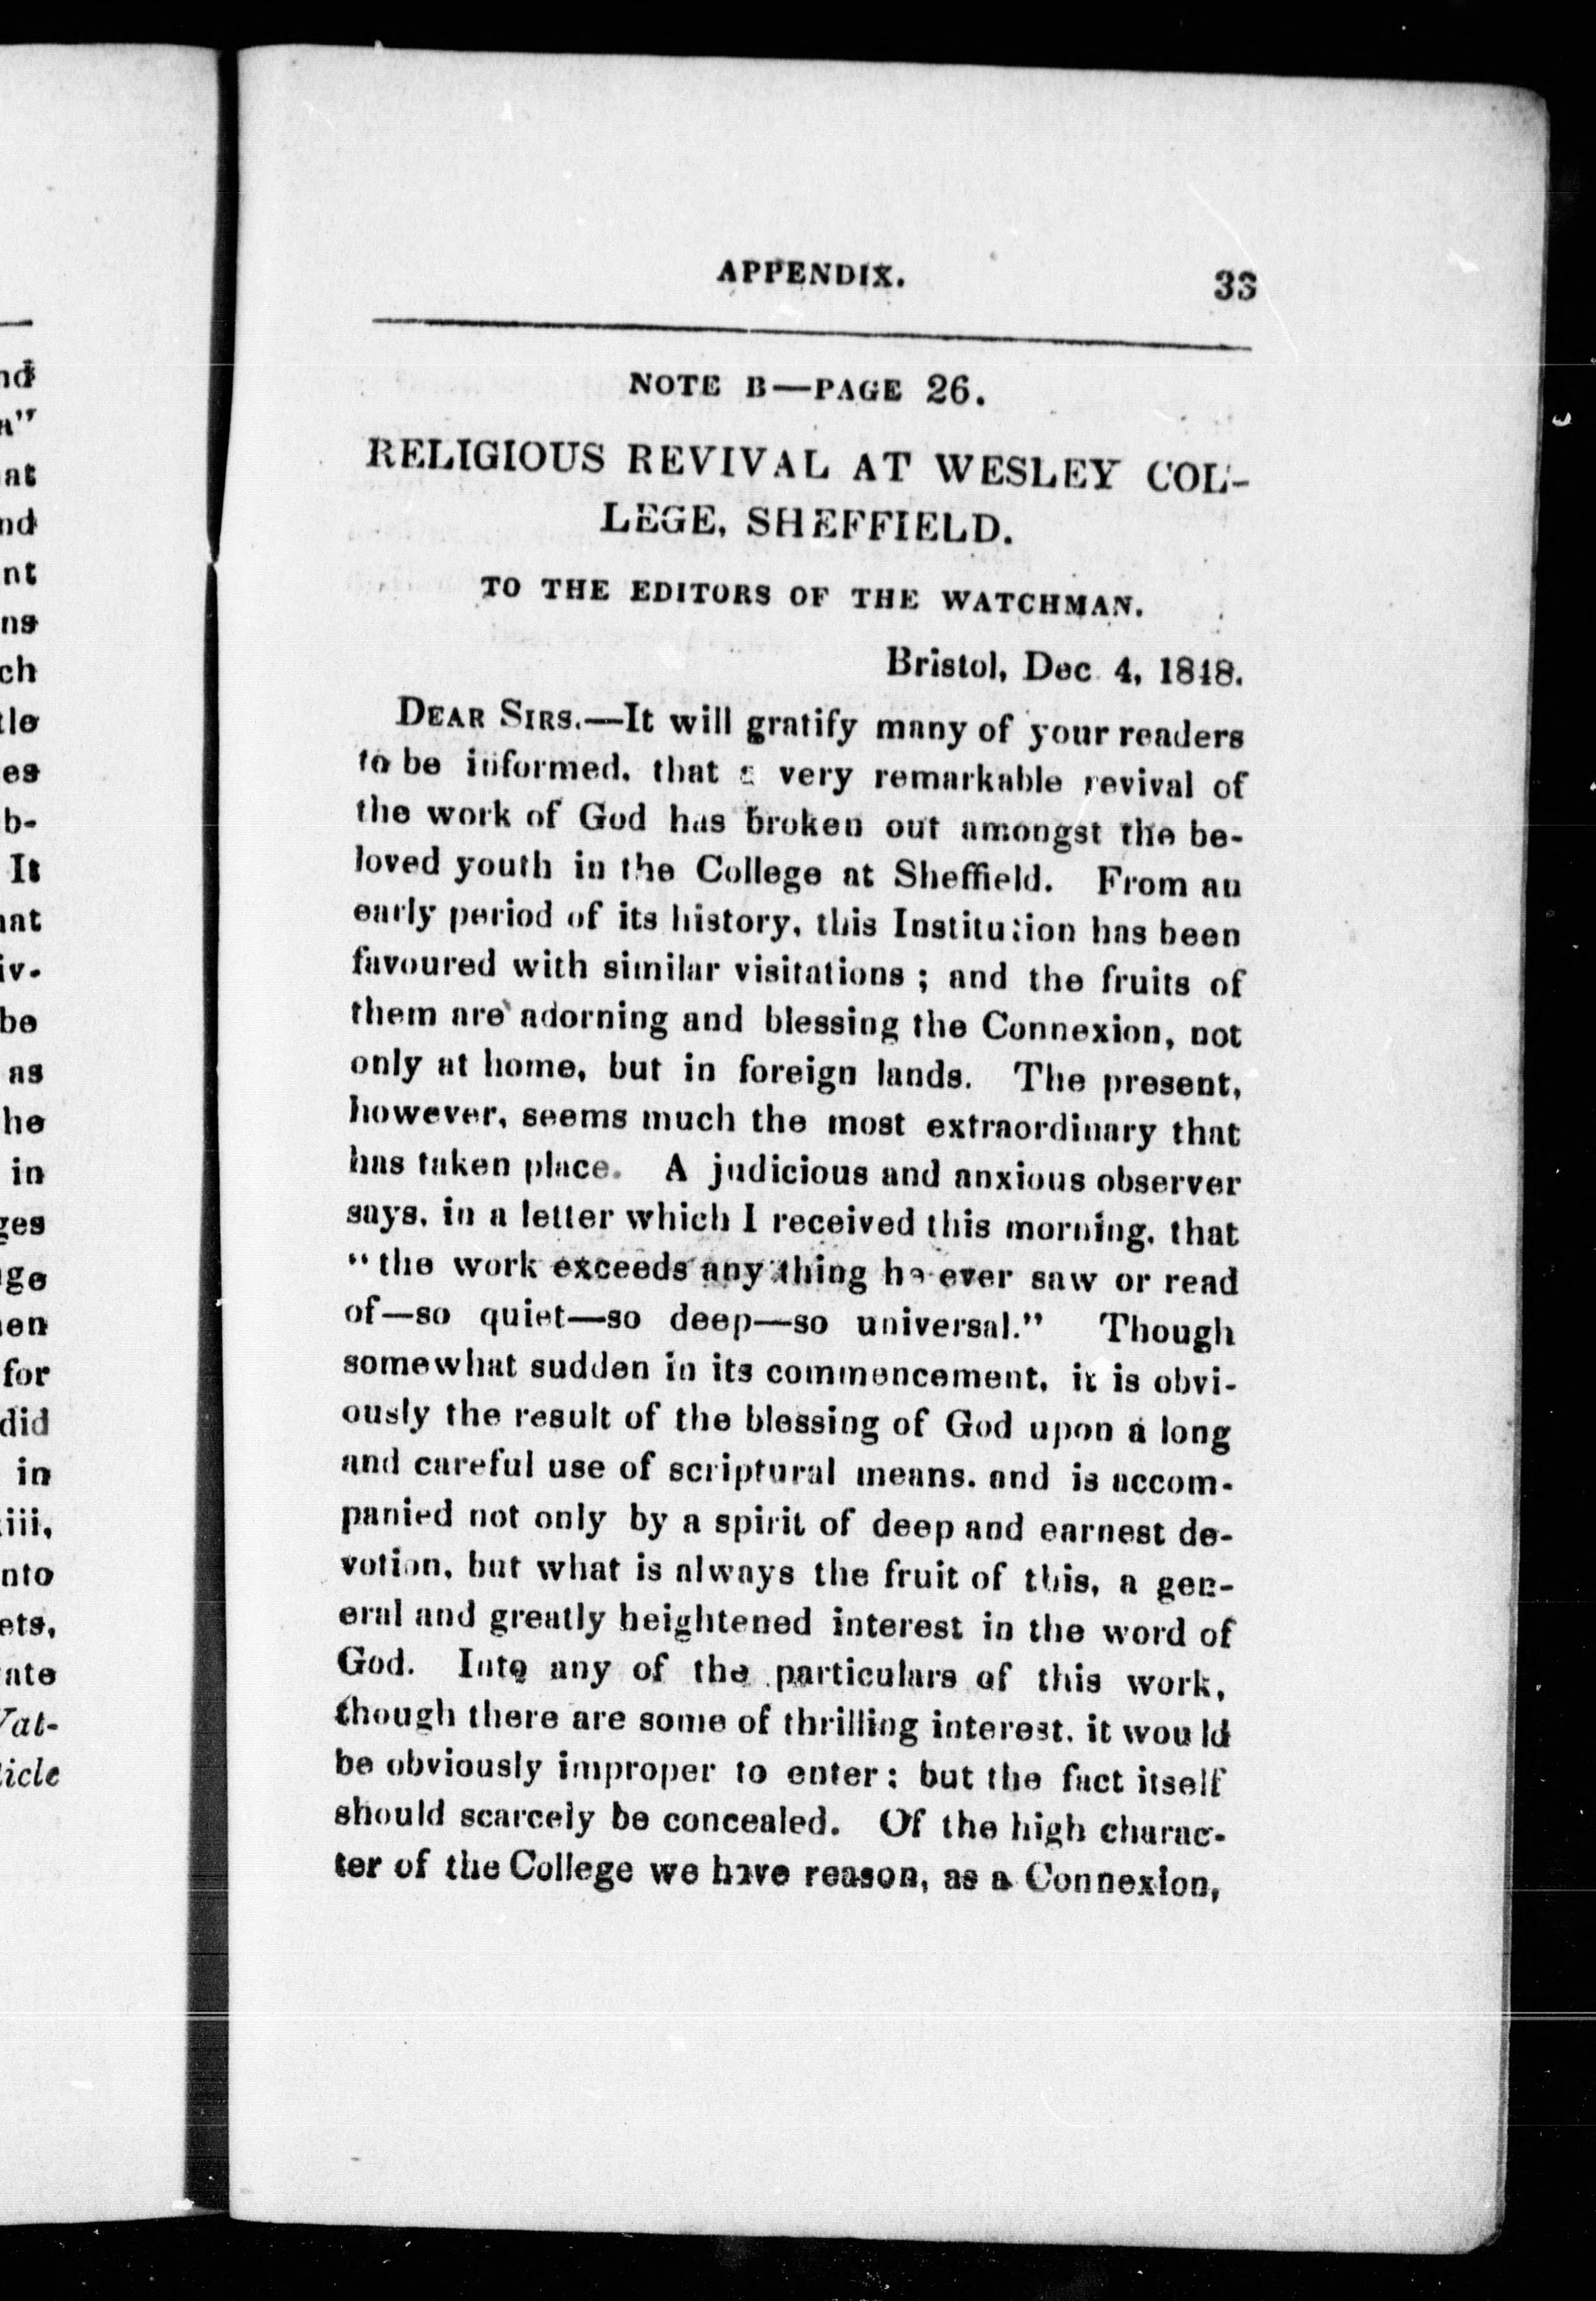 APPENDIX. 33
NOTE B—PAGE 26.
RELIGIOUS REVIVAL AT WESLEY COL-
LEGE, SHEFFIELD.
TO THE EDITORS OF THE WATCHMAN.
Bristol, Dec. 4, 1848.
DEAR SIRS.—It will gratify many of your readers
to be informed, that a very remarkable revival of
the work of God has broken out amongst the be-
loved youth in the College at Sheffield. From an
early period of its history, this Institution has been
favoured with similar visitations ; and the fruits of
them are adorning and blessing the Connexion, not
only at home, but in foreign lands. The present,
however, seems much the most extraordinary that
has taken place. A judicious and anxious observer
says, in a letter which I received this morning, that
"the work exceeds any thing he ever saw or read
of—so quiet—so deep—so universal." Though
somewhat sudden in its commencement, it is obvi-
ously the result of the blessing of God upon a long
and careful use of scriptural means, and is accom-
panied not only by a spirit of deep and earnest de-
votion, but what is always the fruit of this, a gen-
eral and greatly heightened interest in the word of
God. Into any of the particulars of this work,
though there are some of thrilling interest, it would
be obviously improper to enter; but the fact itself
should scarcely be concealed. Of the high charac-
ter of the College we have reason, as a Connexion,